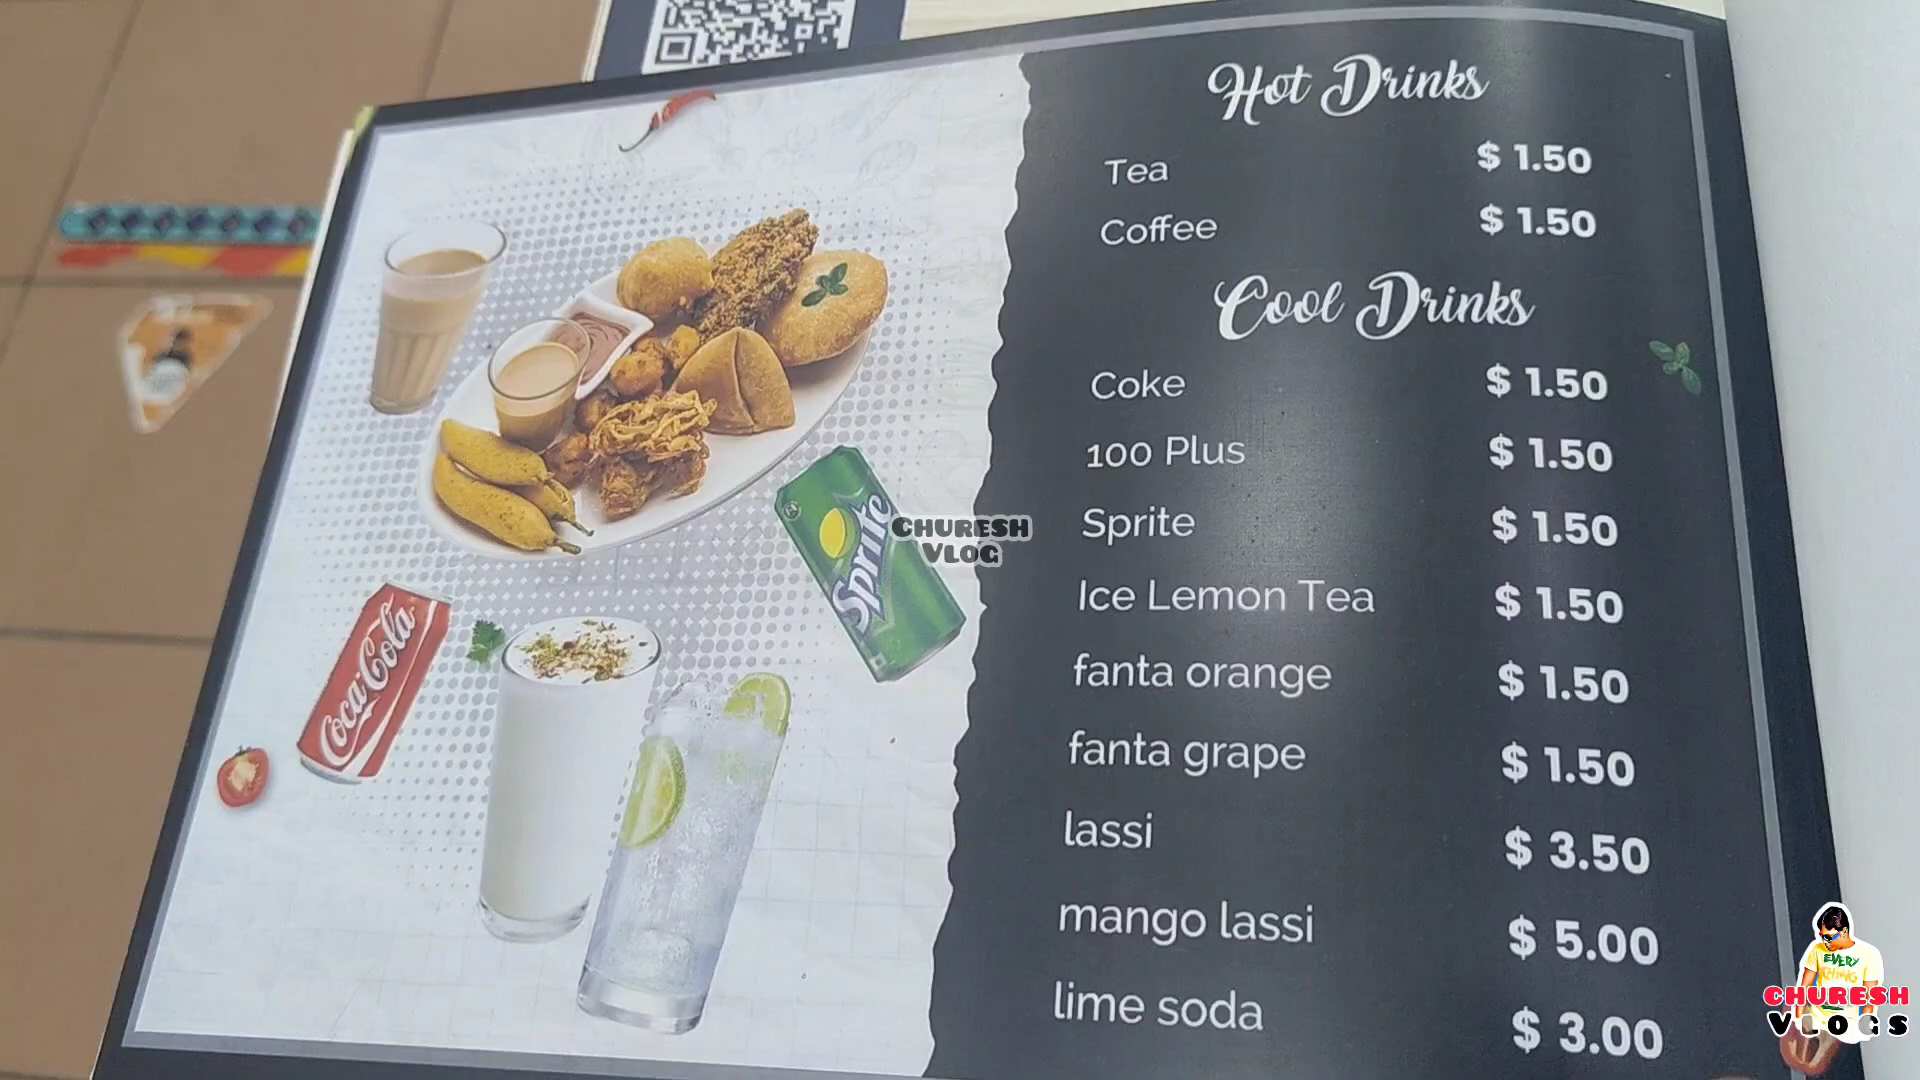 Hot Drinks
Tea $ 1.50
Coffee $ 1.50
Cool Drinks
Coke $ 1.50
100 Plus $ 1.50
Sprite $ 1.50
Ice Lemon Tea $ 1.50
fanta orange $ 1.50
fanta grape $ 1.50
lassi $ 3.50
mango lassi $ 5.00
lime soda $ 3.00
Sprite
Coca-Cola
CHURESH
VLOG
EVERY
THING
CHURESH
VLOGS